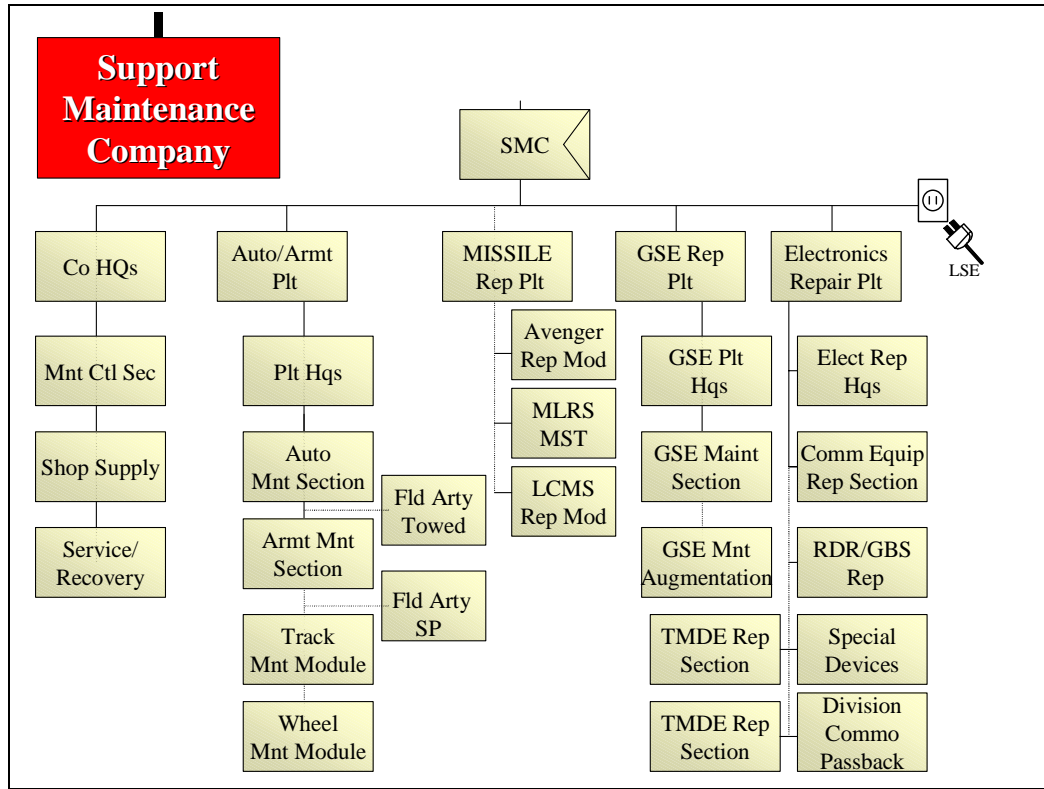 Support
Maintenance
Company
SMC
LSE
Co HQs
Mnt Ctl Sec
Shop Supply
Service/
Recovery
Auto/Armt
Plt
Plt Hqs
Auto
Mnt Section
Fld Arty
Towed
Armt Mnt
Section
Fld Arty
SP
Track
Mnt Module
Wheel
Mnt Module
MISSILE
Rep Plt
Avenger
Rep Mod
MLRS
MST
LCMS
Rep Mod
GSE Rep
Plt
GSE Plt
Hqs
GSE Maint
Section
GSE Mnt
Augmentation
Electronics
Repair Plt
Elect Rep
Hqs
Comm Equip
Rep Section
RDR/GBS
Rep
TMDE Rep
Section
Special
Devices
TMDE Rep
Section
Division
Commo
Passback